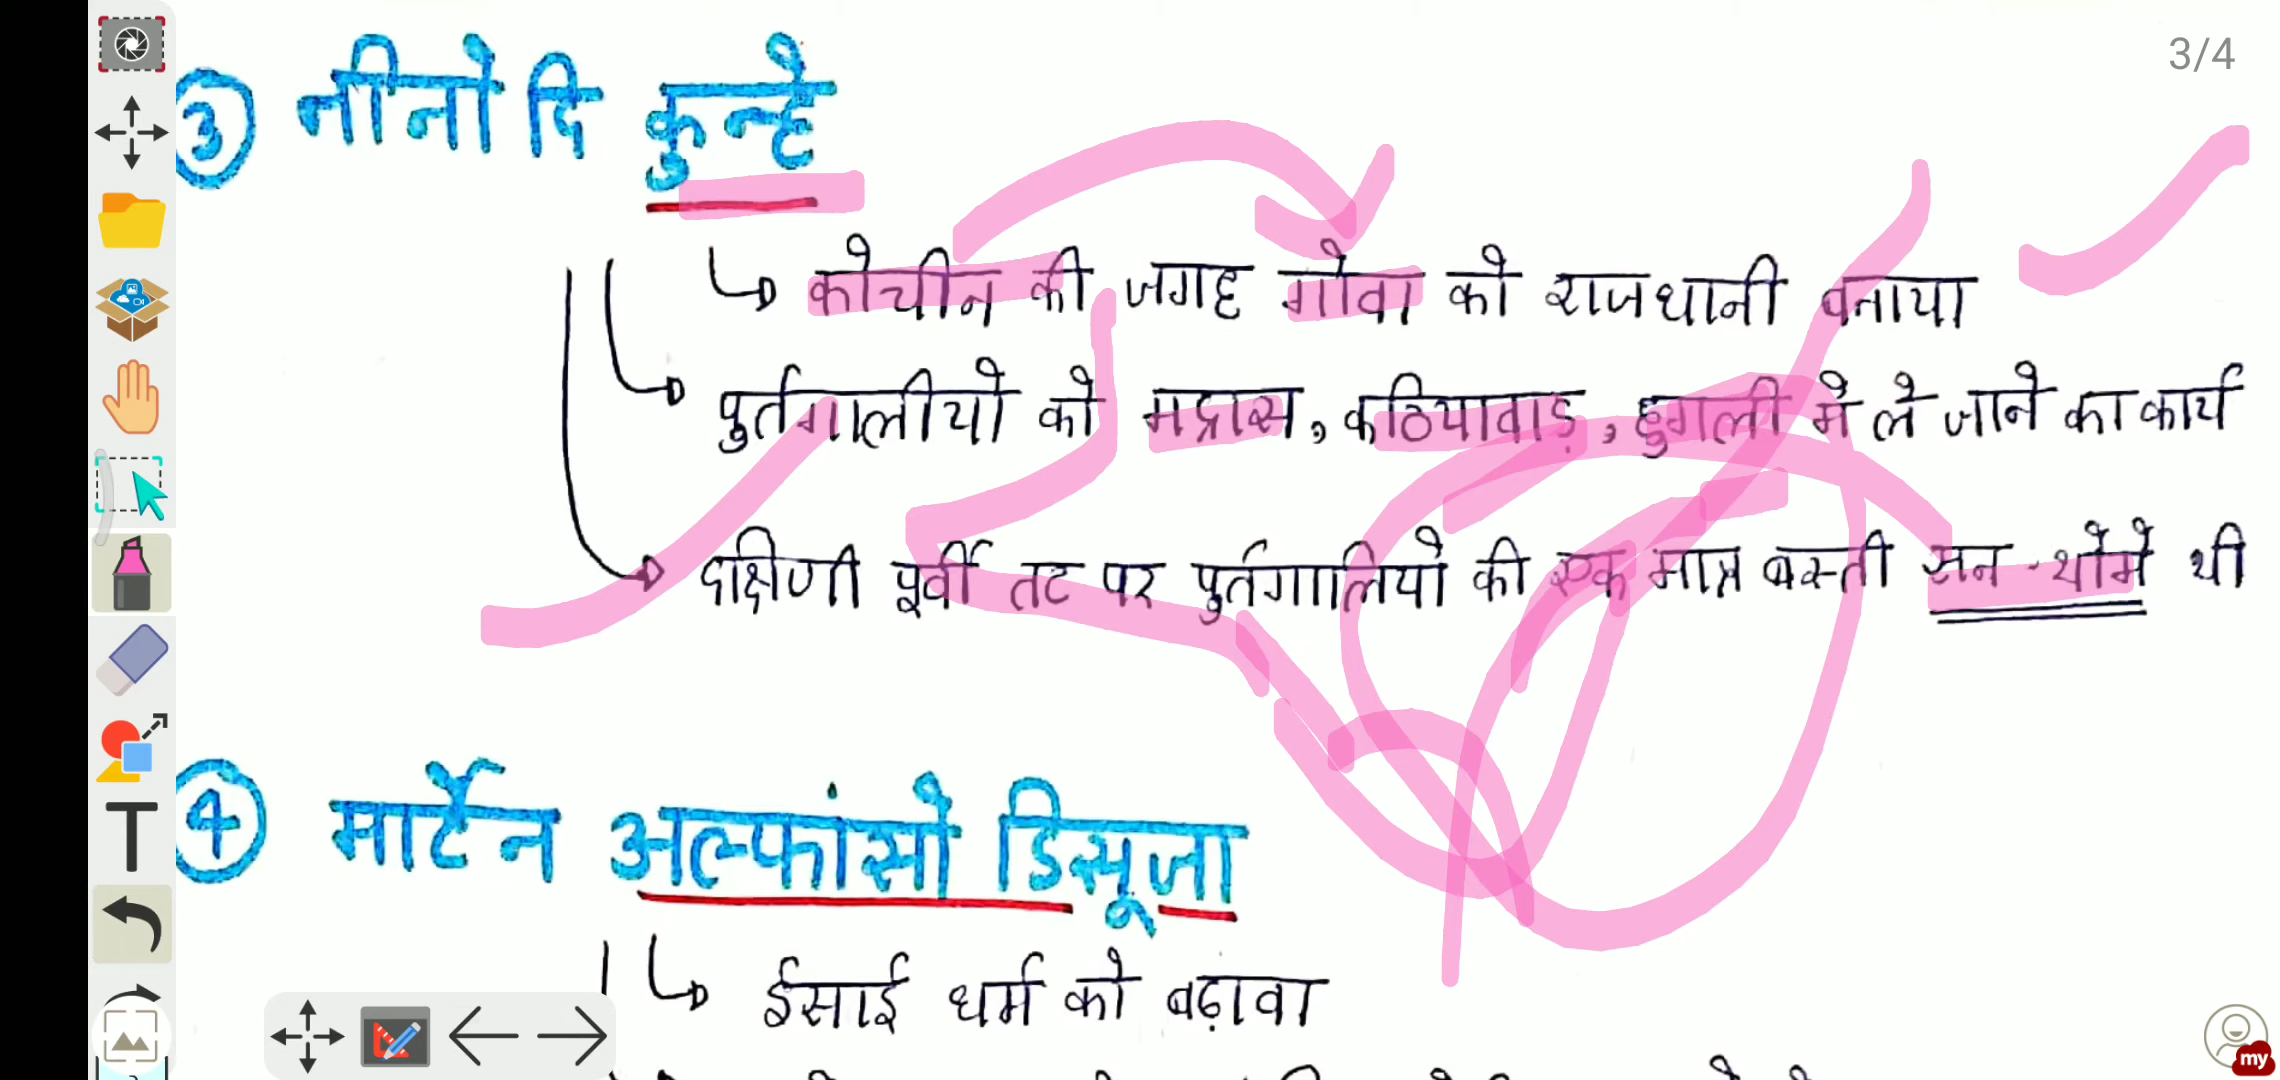 3/4
③ नीनो दि कुन्हे
कोचीन की जगह गोवा को राजधानी बनाया
पुर्तगालीयो को मद्रास, कठियावाड़, हुगली मे ले जाने का कार्य
दक्षिणी पूर्वी तट पर पुर्तगालियो की एक मात्र बस्ती सन-थोमे थी
④ मार्टेन अल्फांसो डिसूजा
ईसाई धर्म को बढ़ावा
T
my